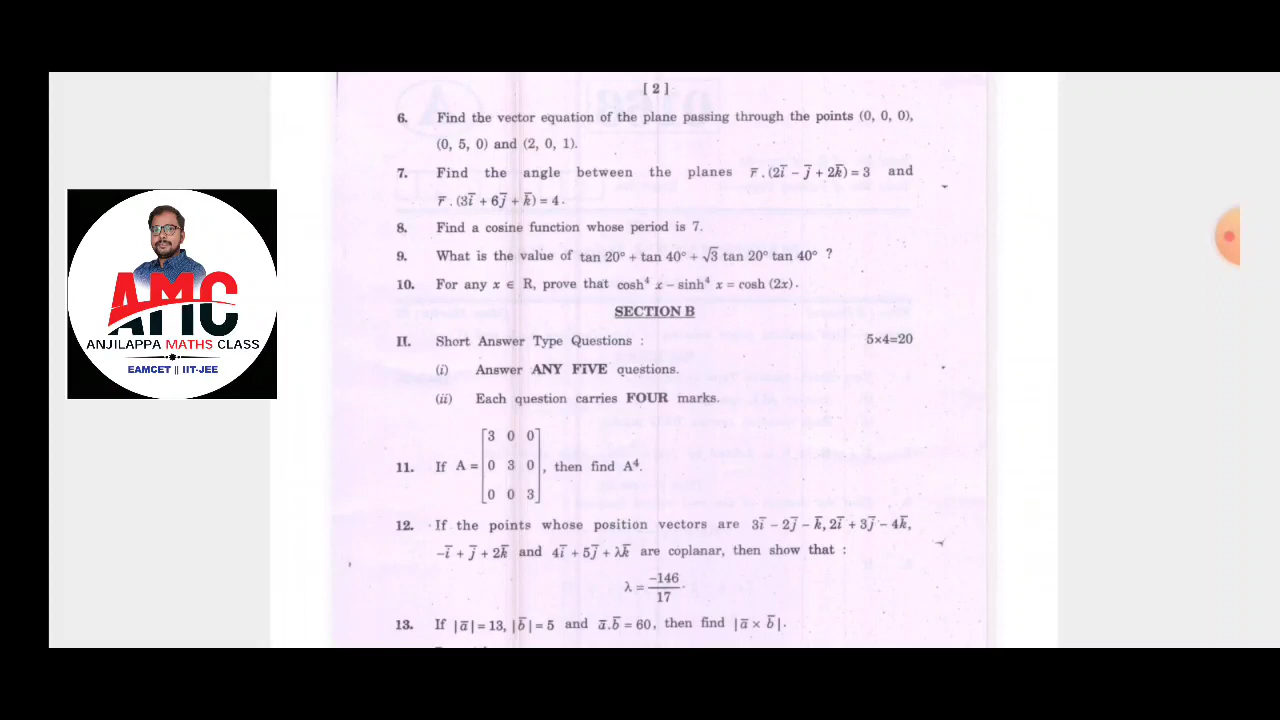 [ 2 ]
6. Find the vector equation of the plane passing through the points (0, 0, 0),
(0, 5, 0) and (2, 0, 1).
7. Find the angle between the planes r̅ . (2i̅ − j̅ + 2k̅) = 3 and
r̅ . (3i̅ + 6j̅ + k̅) = 4.
8. Find a cosine function whose period is 7.
9. What is the value of tan 20° + tan 40° + √3 tan 20° tan 40° ?
10. For any x ∈ R, prove that cosh⁴ x − sinh⁴ x = cosh (2x).
SECTION B
II. Short Answer Type Questions : 5×4=20
(i) Answer ANY FiVE questions.
(ii) Each question carries FOUR marks.
11. If A = [3 0 0
0 3 0
0 0 3], then find A⁴.
12. If the points whose position vectors are 3i̅ − 2j̅ − k̅, 2i̅ + 3j̅ − 4k̅,
−i̅ + j̅ + 2k̅ and 4i̅ + 5j̅ + λk̅ are coplanar, then show that :
λ = −146/17.
13. If |a̅| = 13, |b̅| = 5 and a̅.b̅ = 60, then find |a̅ × b̅|.
AMC
ANJILAPPA MATHS CLASS
EAMCET || IIT-JEE